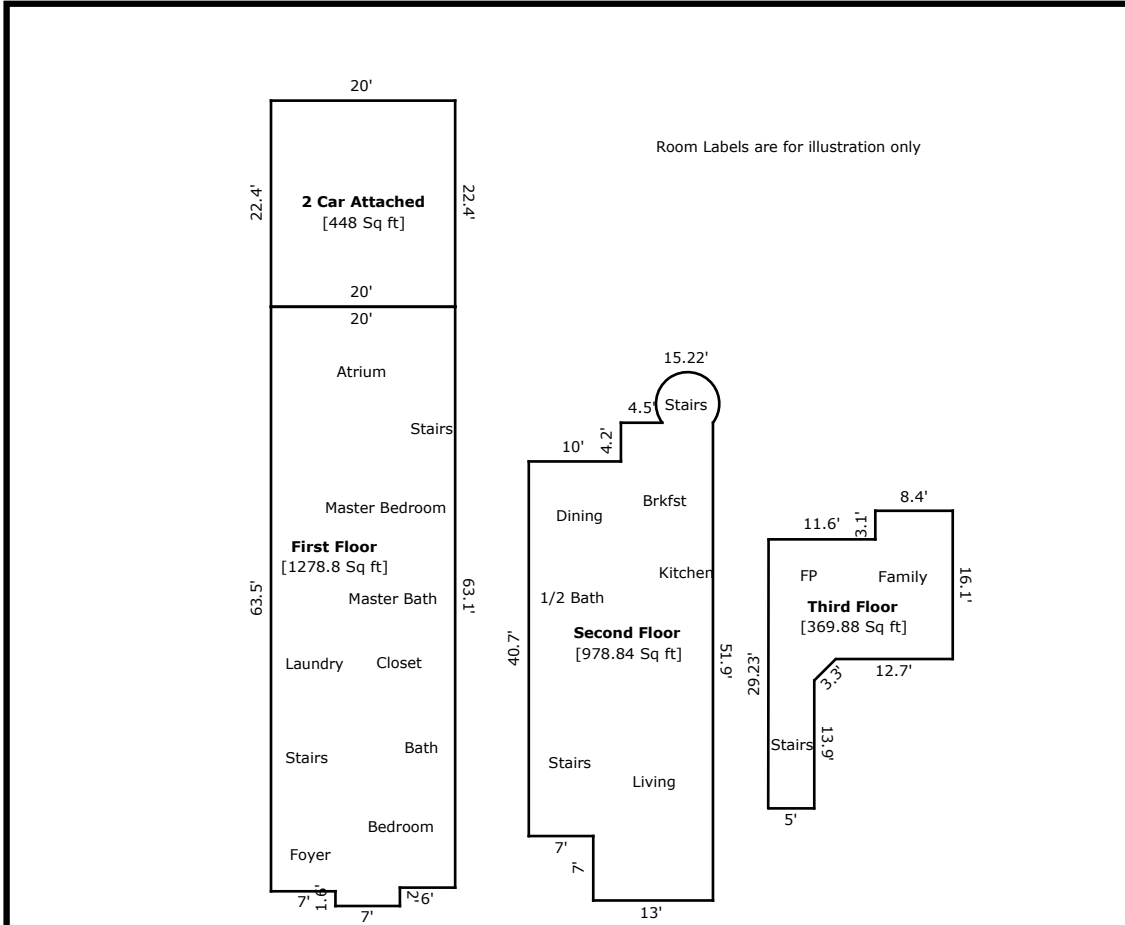 20'
Room Labels are for illustration only
22.4'
2 Car Attached
[448 Sq ft]
22.4'
20'
20'
Atrium
Stairs
Master Bedroom
First Floor
[1278.8 Sq ft]
63.5'
Master Bath
63.1'
Laundry
Closet
Stairs
Bath
Bedroom
Foyer
7'
1.6'
7'
2'
6'
15.22'
Stairs
4.5'
4.2'
10'
Brkfst
Dining
Kitchen
1/2 Bath
Second Floor
[978.84 Sq ft]
40.7'
51.9'
Stairs
Living
7'
7'
13'
8.4'
11.6'
3.1'
FP
Family
16.1'
Third Floor
[369.88 Sq ft]
29.23'
3.3'
12.7'
Stairs
13.9'
5'